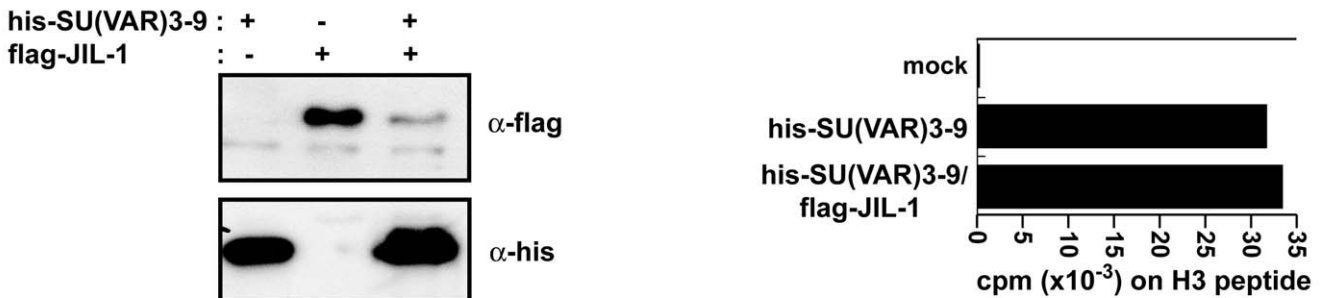 his-SU(VAR)3-9 : + - +
flag-JIL-1 : - + +
α-flag
α-his
mock
his-SU(VAR)3-9
his-SU(VAR)3-9/
flag-JIL-1
0 5 10 15 20 25 30 35
cpm (x10⁻³) on H3 peptide